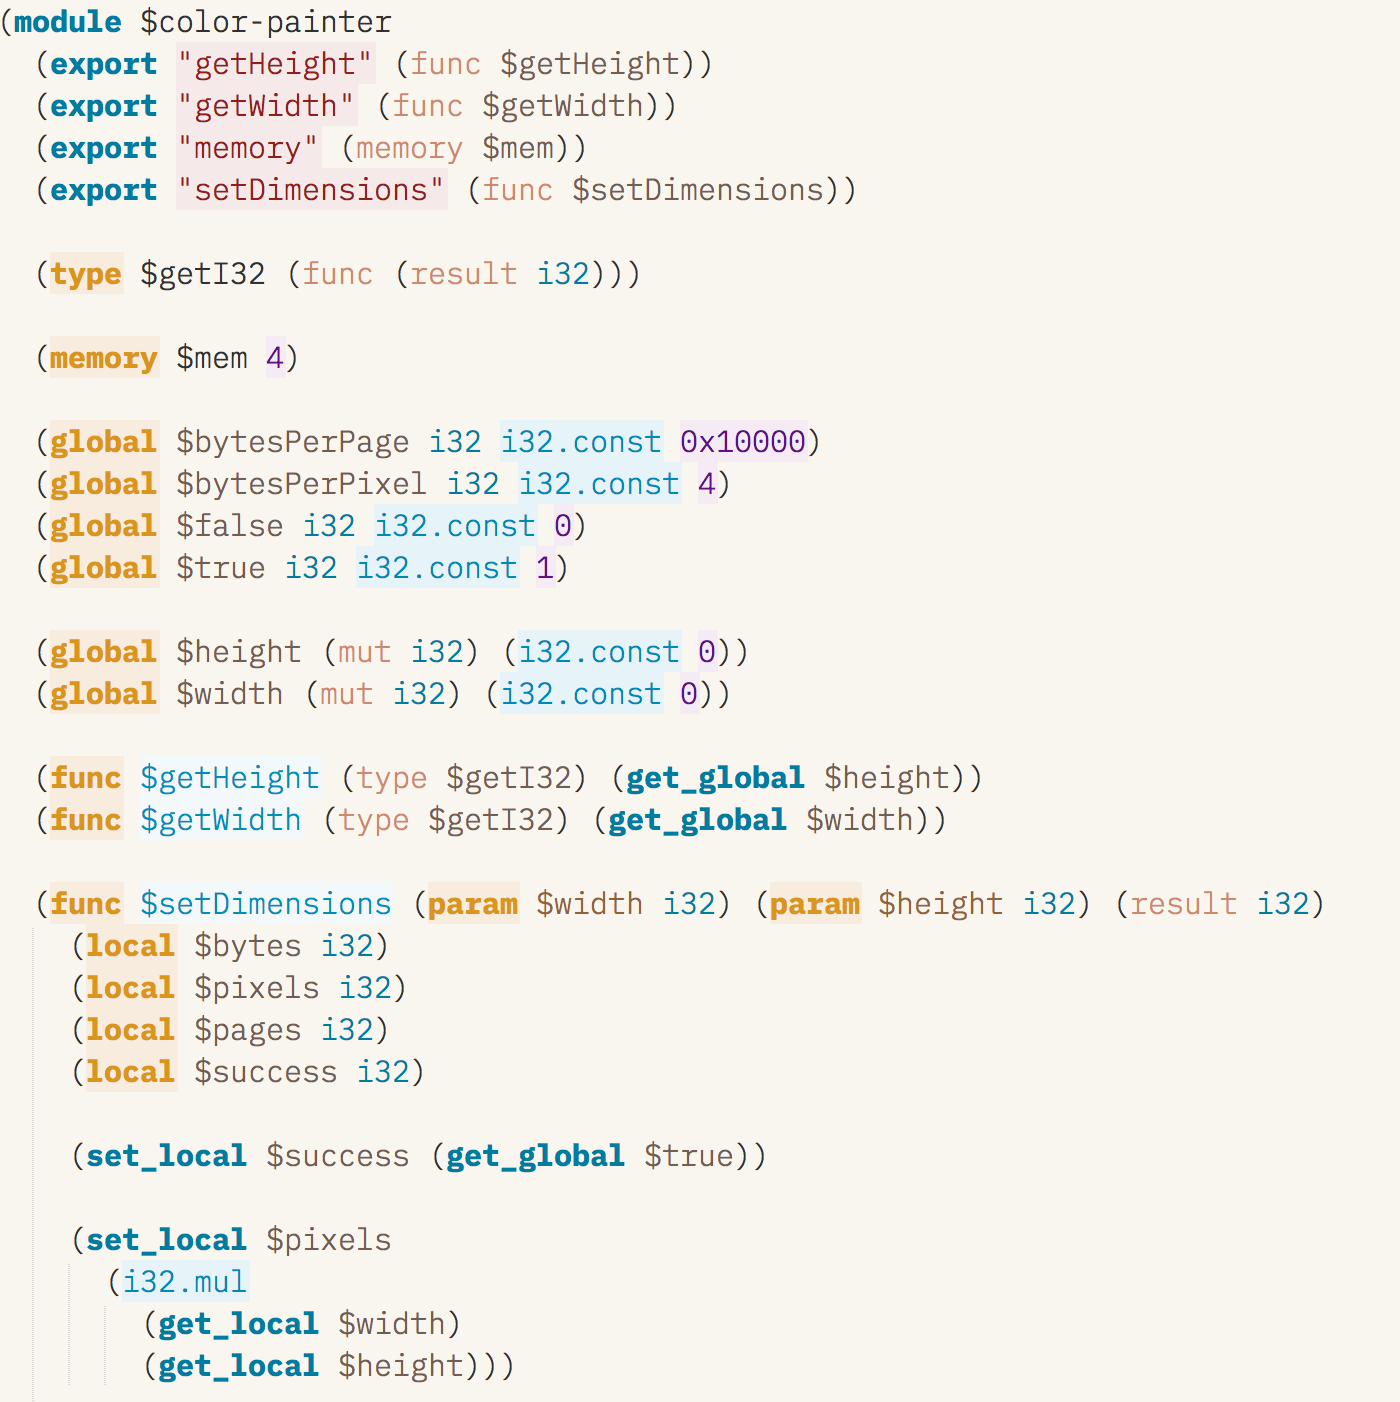 (module $color-painter
  (export "getHeight" (func $getHeight))
  (export "getWidth" (func $getWidth))
  (export "memory" (memory $mem))
  (export "setDimensions" (func $setDimensions))

  (type $getI32 (func (result i32)))

  (memory $mem 4)

  (global $bytesPerPage i32 i32.const 0x10000)
  (global $bytesPerPixel i32 i32.const 4)
  (global $false i32 i32.const 0)
  (global $true i32 i32.const 1)

  (global $height (mut i32) (i32.const 0))
  (global $width (mut i32) (i32.const 0))

  (func $getHeight (type $getI32) (get_global $height))
  (func $getWidth (type $getI32) (get_global $width))

  (func $setDimensions (param $width i32) (param $height i32) (result i32)
    (local $bytes i32)
    (local $pixels i32)
    (local $pages i32)
    (local $success i32)

    (set_local $success (get_global $true))

    (set_local $pixels
      (i32.mul
        (get_local $width)
        (get_local $height)))